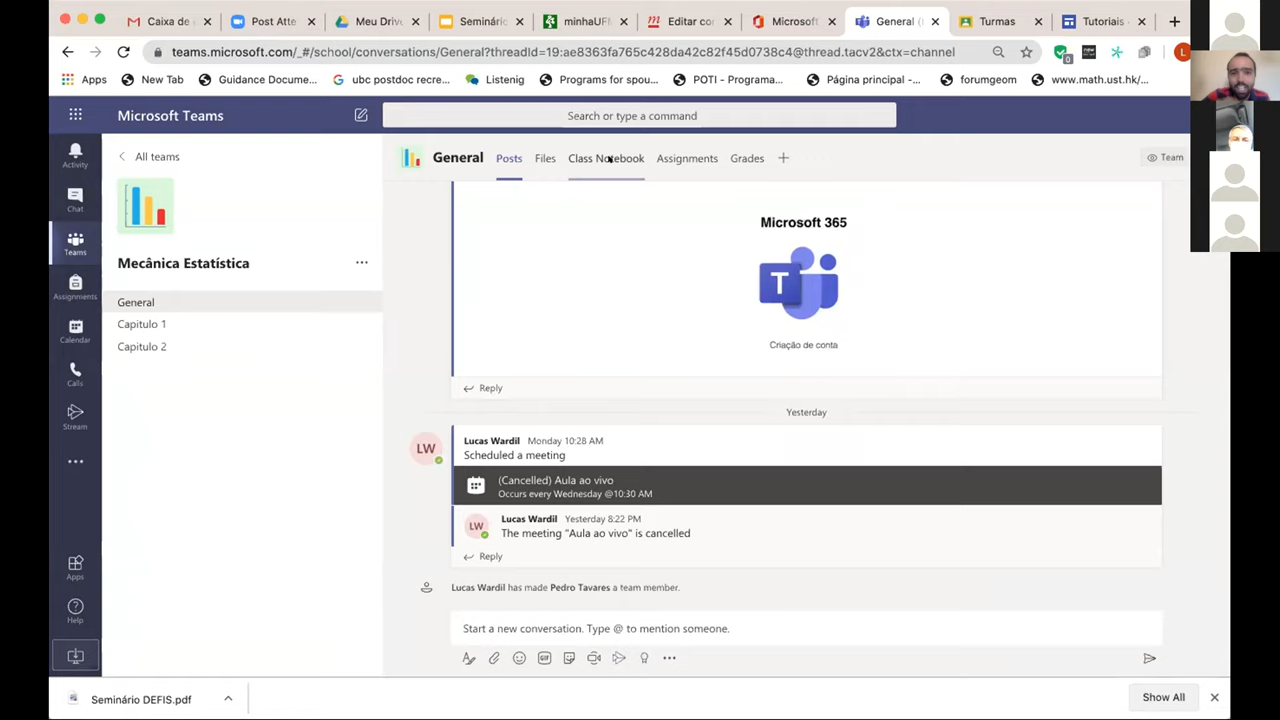 Caixa de e
Post Atte
Meu Drive
Seminário
minhaUFM
Editar co
Microsoft
General (
Turmas
Tutoriais -
teams.microsoft.com/_#/school/conversations/General?threadId=19:ae8363fa765c428da42c82f45d0738c4@thread.tacv2&ctx=channel
Apps
New Tab
Guidance Docume...
ubc postdoc recre...
Listenig
Programs for spou...
POTI - Programa...
Página principal -...
forumgeom
www.math.ust.hk/...
Microsoft Teams
Search or type a command
Activity
Chat
Teams
Assignments
Calendar
Calls
Stream
Apps
Help
All teams
Mecânica Estatística
General
Capitulo 1
Capitulo 2
General
Posts
Files
Class Notebook
Assignments
Grades
Team
Microsoft 365
T
Criação de conta
Reply
Yesterday
LW
Lucas Wardil Monday 10:28 AM
Scheduled a meeting
(Cancelled) Aula ao vivo
Occurs every Wednesday @10:30 AM
LW
Lucas Wardil Yesterday 8:22 PM
The meeting "Aula ao vivo" is cancelled
Reply
Lucas Wardil has made Pedro Tavares a team member.
Start a new conversation. Type @ to mention someone.
GIF
Seminário DEFIS.pdf
Show All